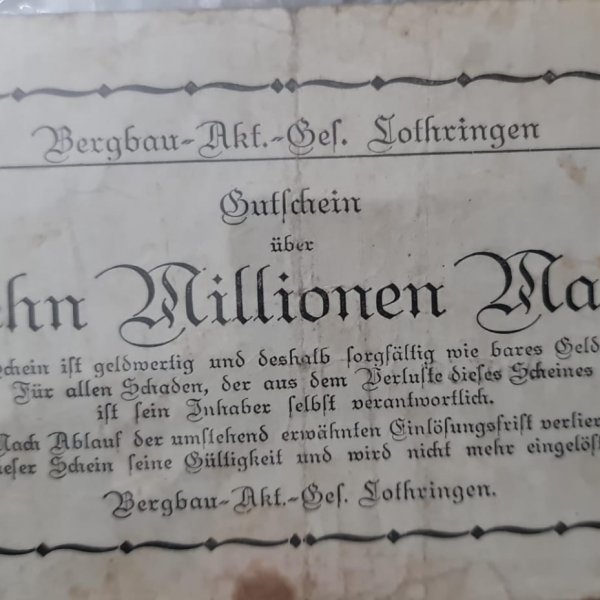 Bergbau-Akt.-Ges. Lothringen
Gutschein
über
ehn Millionen Ma
chein ist geldwertig und deshalb sorgfältig wie bares Geld
Für allen Schaden, der aus dem Verluste dieses Scheines
ist sein Inhaber selbst verantwortlich.
Nach Ablauf der umstehend erwähnten Einlösungsfrist verlier
ieser Schein seine Gültigkeit und wird nicht mehr eingelöst
Bergbau-Akt.-Ges. Lothringen.